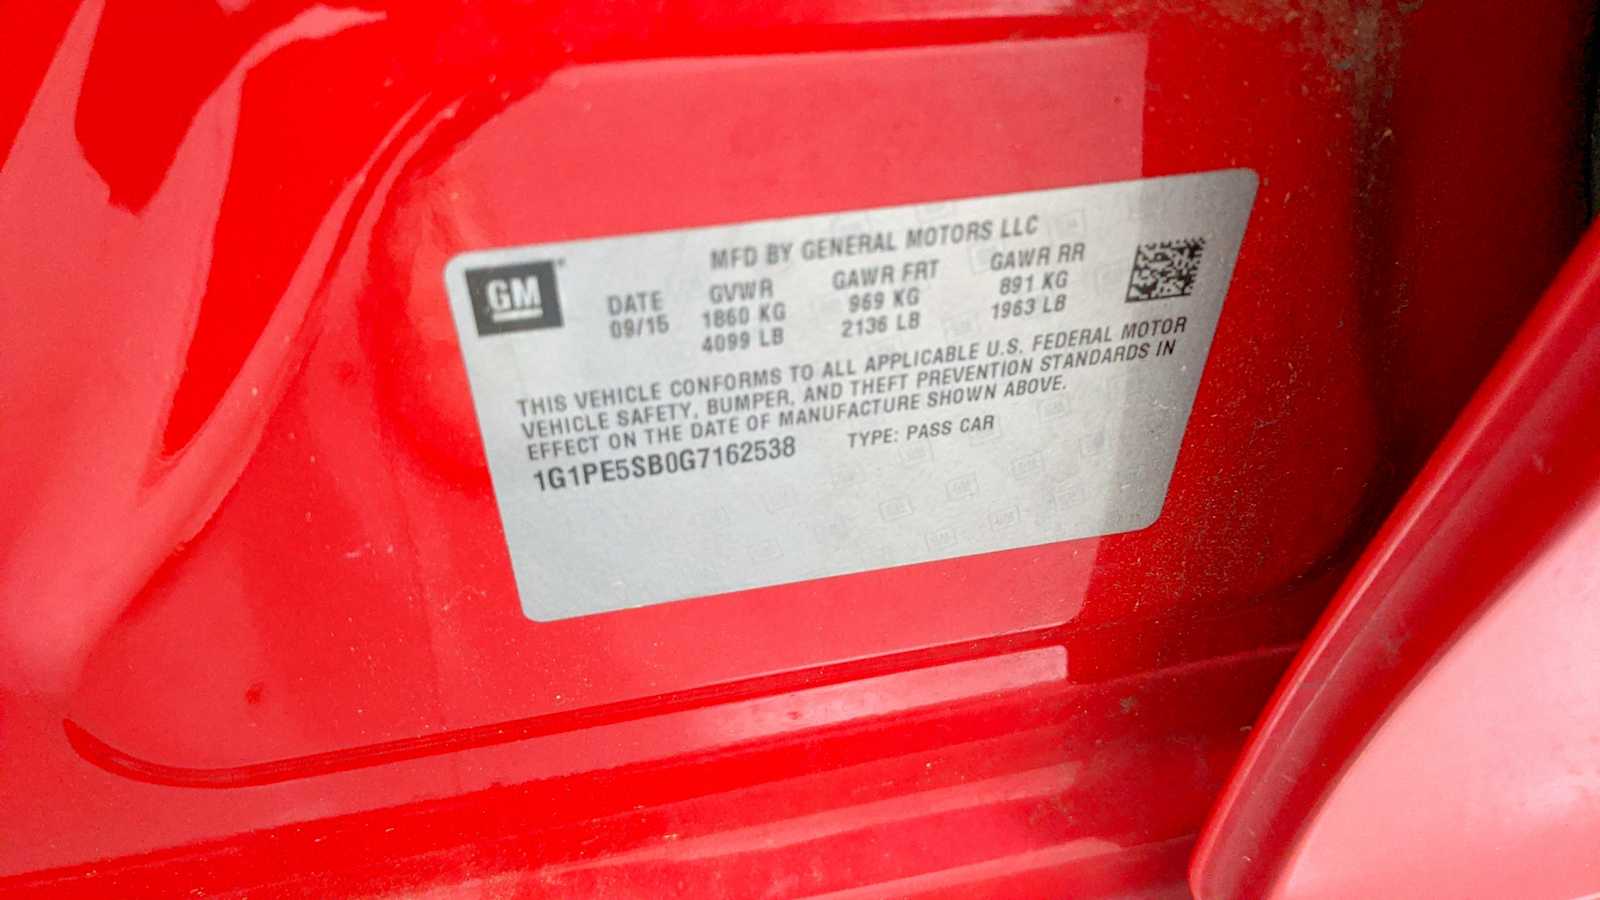 GM
MFD BY GENERAL MOTORS LLC
DATE GVWR GAWR FRT GAWR RR
09/15 1860 KG 969 KG 891 KG
4099 LB 2136 LB 1963 LB
THIS VEHICLE CONFORMS TO ALL APPLICABLE U.S. FEDERAL MOTOR
VEHICLE SAFETY, BUMPER, AND THEFT PREVENTION STANDARDS IN
EFFECT ON THE DATE OF MANUFACTURE SHOWN ABOVE.
1G1PE5SB0G7162538 TYPE: PASS CAR